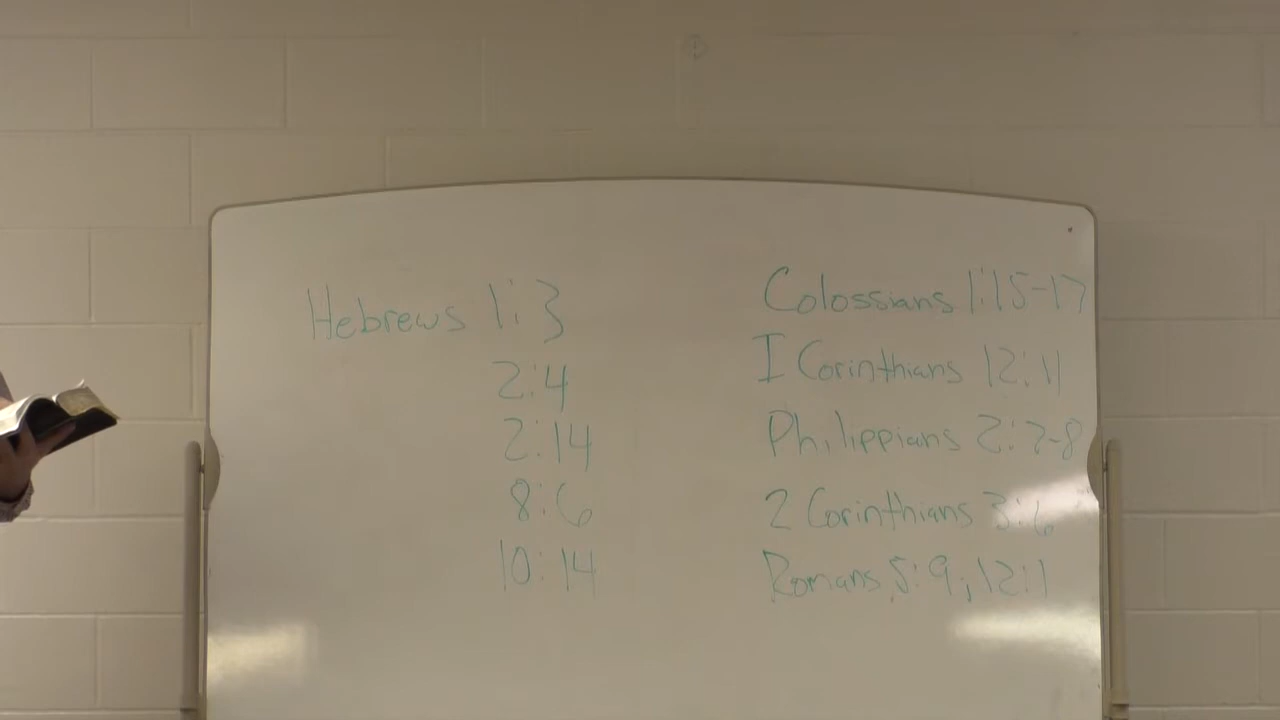 Hebrews 1:3
2:4
2:14
8:6
10:14
Colossians 1:15-17
I Corinthians 12:11
Philippians 2:7-8
2 Corinthians 3:6
Romans 5:9; 12:1